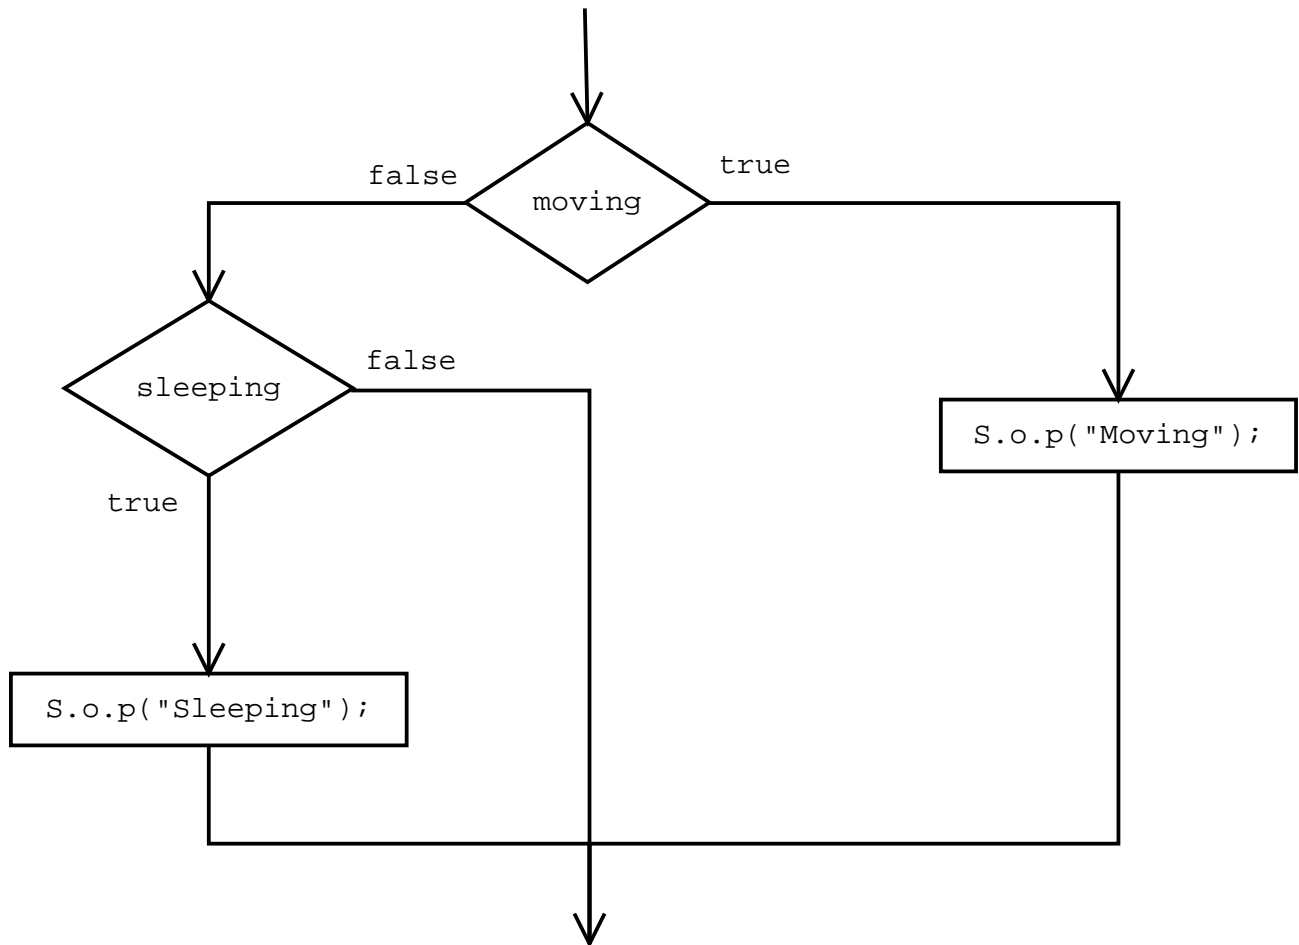 false
true
moving
false
sleeping
S.o.p("Moving");
true
S.o.p("Sleeping");